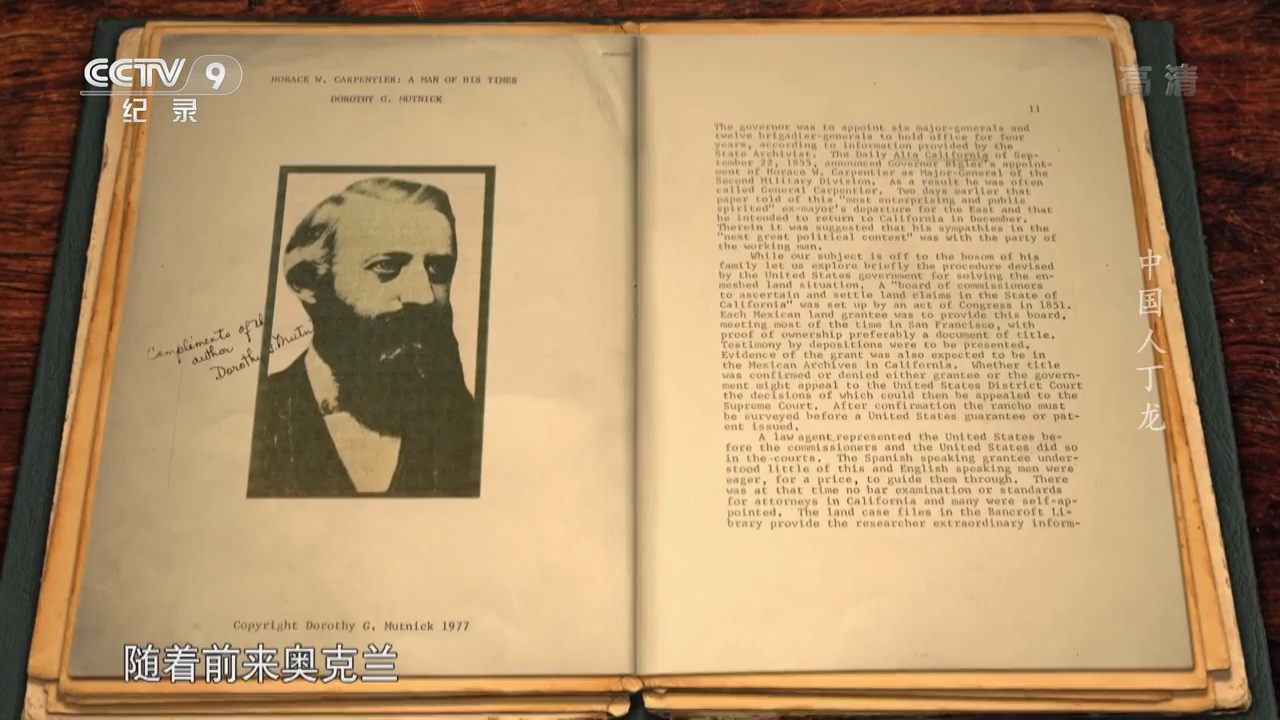 CCTV 9
纪录
高清
HORACE W. CARPENTIER: A MAN OF HIS TIMES
DOROTHY G. MUTNICK
Compliments of the
author
Dorothy G Mutn
Copyright Dorothy G. Mutnick 1977
11
The governor was to appoint six major-generals and
twelve brigadier-generals to hold office for four
years, according to information provided by the
State Archivist. The Daily Alta California of Sep-
tember 22, 1855, announced Governor Bigler's appoint-
ment of Horace W. Carpentier as Major-General of the
Second Military Division. As a result he was often
called General Carpentier. Two days earlier that
paper told of this "most enterprising and public
spirited" ex-mayor's departure for the East and that
he intended to return to California in December.
Therein it was suggested that his sympathies in the
"next great political contest" was with the party of
the working man.
While our subject is off to the bosom of his
family let us explore briefly the procedure devised
by the United States government for solving the en-
meshed land situation. A "board of commissioners
to ascertain and settle land claims in the State of
California" was set up by an act of Congress in 1851.
Each Mexican land grantee was to provide this board,
meeting most of the time in San Francisco, with
proof of ownership preferably a document of title.
Testimony by depositions were to be presented.
Evidence of the grant was also expected to be in
the Mexican Archives in California. Whether title
was confirmed or denied either grantee or the govern-
ment might appeal to the United States District Court
the decisions of which could then be appealed to the
Supreme Court. After confirmation the rancho must
be surveyed before a United States guarantee or pat-
ent issued.
A law agent represented the United States be-
fore the commissioners and the United States did so
in the courts. The Spanish speaking grantee under-
stood little of this and English speaking men were
eager, for a price, to guide them through. There
was at that time no bar examination or standards
for attorneys in California and many were self-ap-
pointed. The land case files in the Bancroft Li-
brary provide the researcher extraordinary inform-
中国人丁龙
随着前来奥克兰